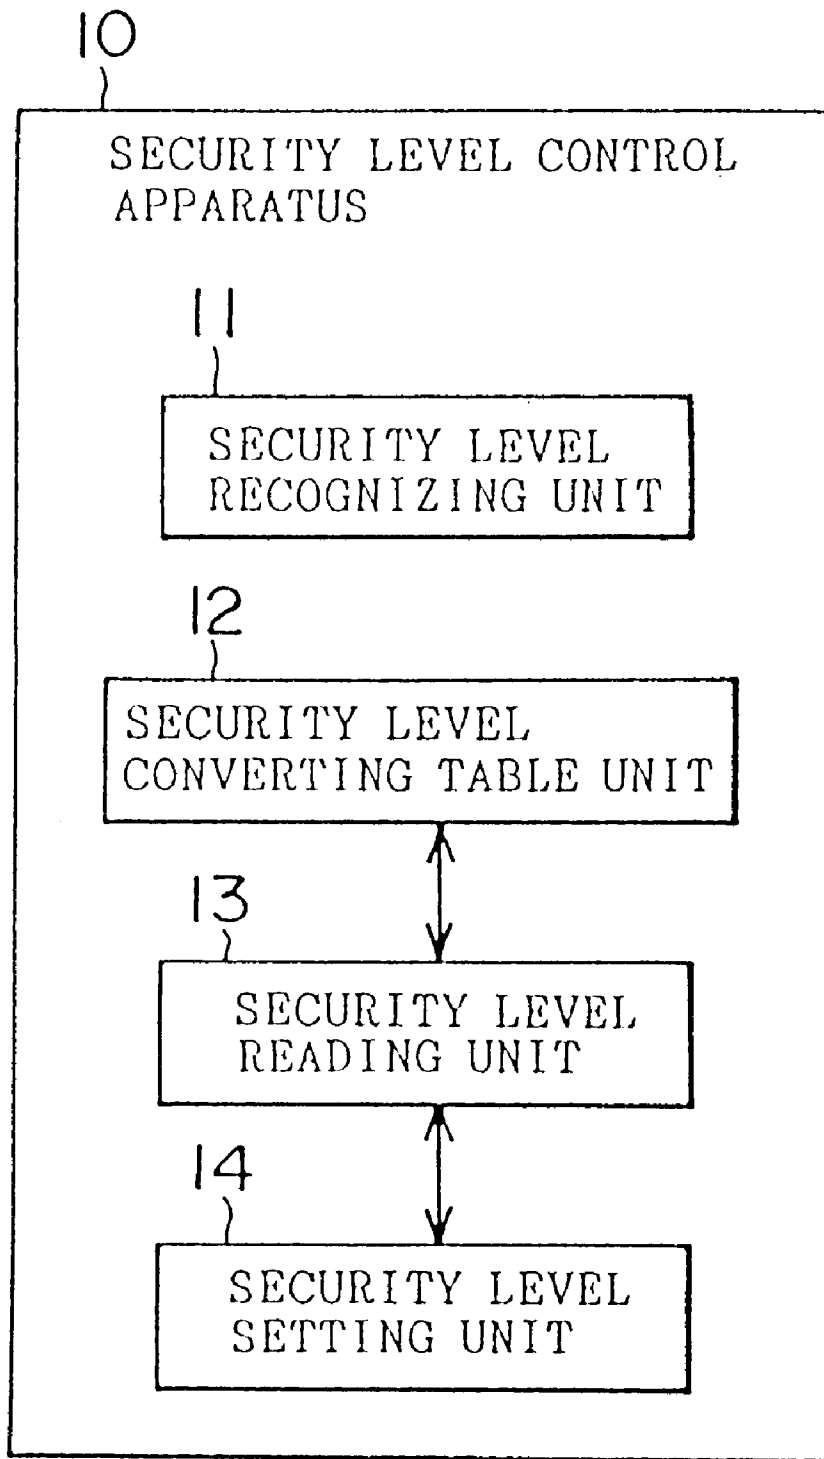 10
SECURITY LEVEL CONTROL
APPARATUS
11
SECURITY LEVEL
RECOGNIZING UNIT
12
SECURITY LEVEL
CONVERTING TABLE UNIT
13
SECURITY LEVEL
READING UNIT
14
SECURITY LEVEL
SETTING UNIT